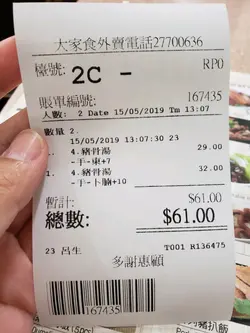 大家食外賣電話27700636
檯號: 2C - RP0
賬單編號: 167435
人數: 2 Date 15/05/2019 Tm 13:07
數量 2.
15/05/2019 13:07:30 23
4.豬骨湯 29.00
-干-東+7
1. 4.豬骨湯 32.00
-干-卜腩+10
暫計: $61.00
總數: $61.00
23 呂生 T001 R136475
多謝惠顧
167435